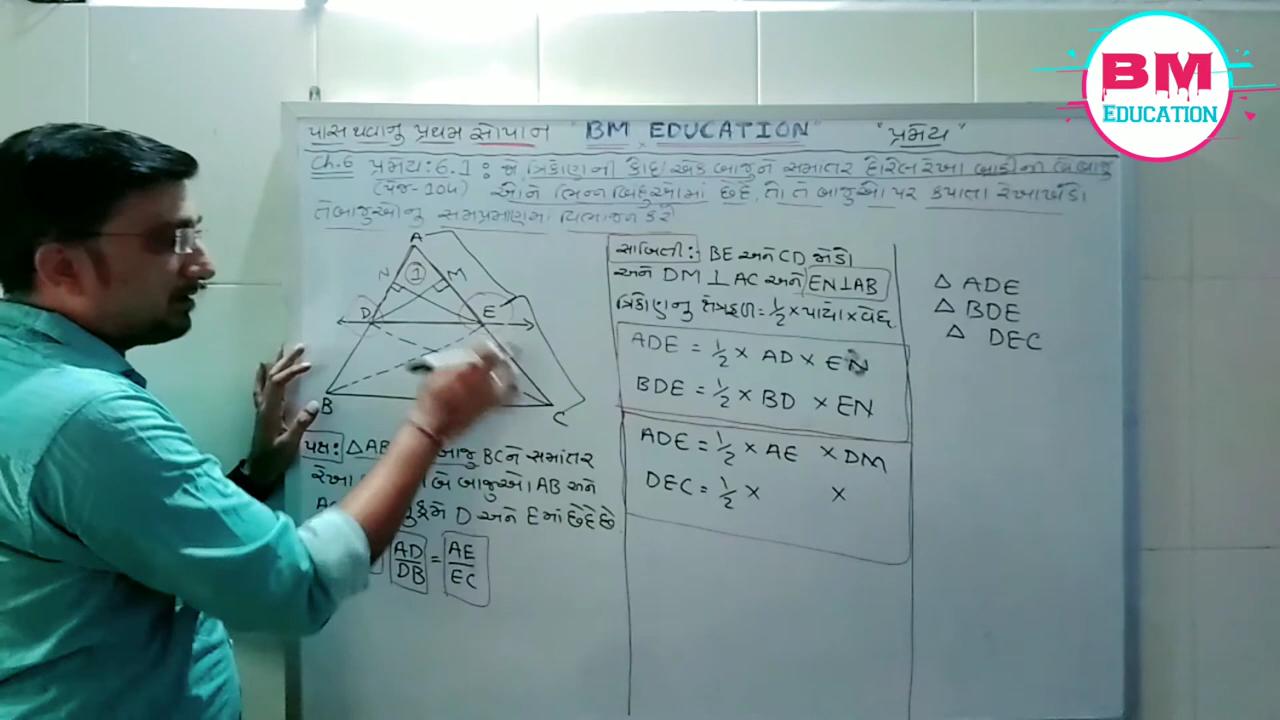 BM
EDUCATION
પાસ થવાનુ પ્રથમ સોપાન "BM EDUCATION" "પ્રમેય"
Ch.6 પ્રમેય: 6.1 : જો ત્રિકોણની કોઇ એક બાજુને સમાંતર દોરેલ રેખા બાકીની બે બાજુ
(પેજ-104) ઓને ભિન્ન બિંદુઓમાં છેદે, તો તે બાજુઓ પર કપાતા રેખાખંડો
તે બાજુઓનું સમપ્રમાણમાં વિભાજન કરે
A
N 1 M
D E
B C
પક્ષ: △AB બાજુ BCને સમાંતર
રેખા બે બાજુઓ AB અને
D અને E માં છેદે છે
AD/DB = AE/EC
સાબિતી: BE અને CD જોડો
અને DM ⊥ AC અને EN ⊥ AB
ત્રિકોણનુ ક્ષેત્રફળ = 1/2 × પાયો × વેધ
ADE = 1/2 × AD × EN
BDE = 1/2 × BD × EN
ADE = 1/2 × AE × DM
DEC = 1/2 × ×
△ ADE
△ BDE
△ DEC